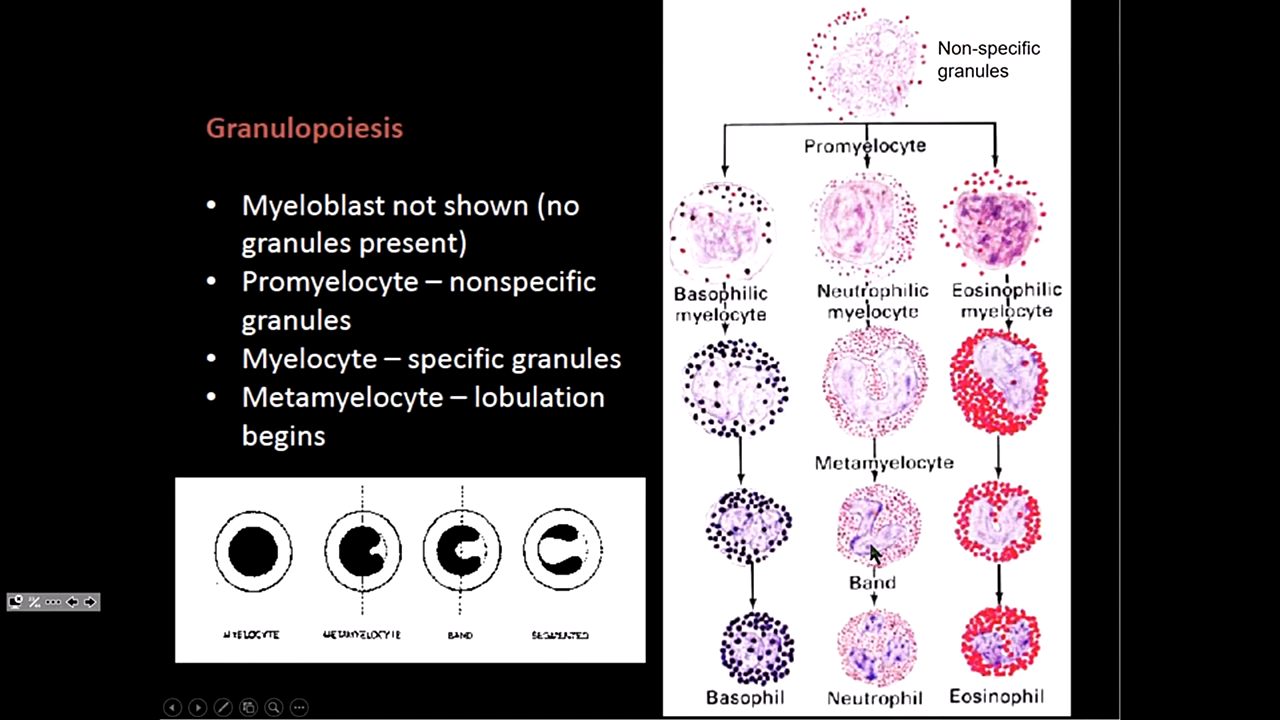 Granulopoiesis
• Myeloblast not shown (no
granules present)
• Promyelocyte – nonspecific
granules
• Myelocyte – specific granules
• Metamyelocyte – lobulation
begins
MYELOCYTE METAMYELOCYTE BAND SEGMENTED
Non-specific
granules
Promyelocyte
Basophilic Neutrophilic Eosinophilic
myelocyte myelocyte myelocyte
Metamyelocyte
Band
Basophil Neutrophil Eosinophil